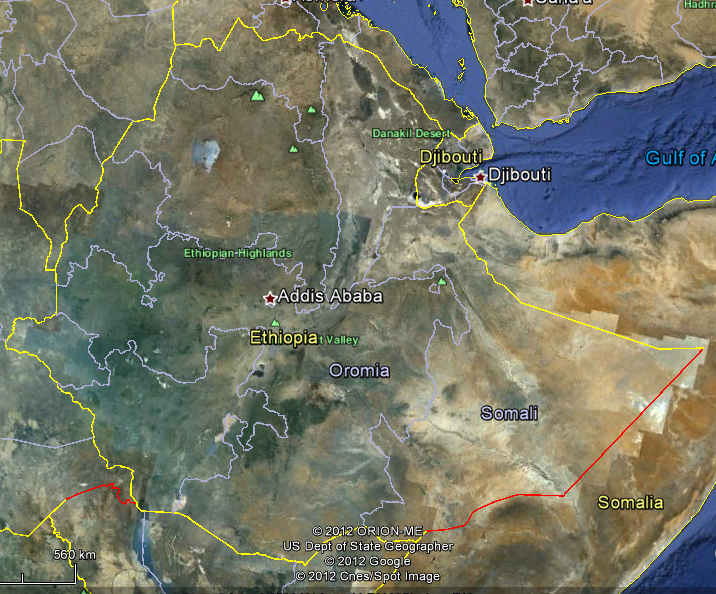 Danakil Desert
Djibouti
Djibouti
Gulf of A
Ethiopian Highlands
Addis Ababa
Ethiopia
t Valley
Oromia
Somali
Somalia
© 2012 ORION-ME
US Dept of State Geographer
© 2012 Google
© 2012 Cnes/Spot Image
560 km